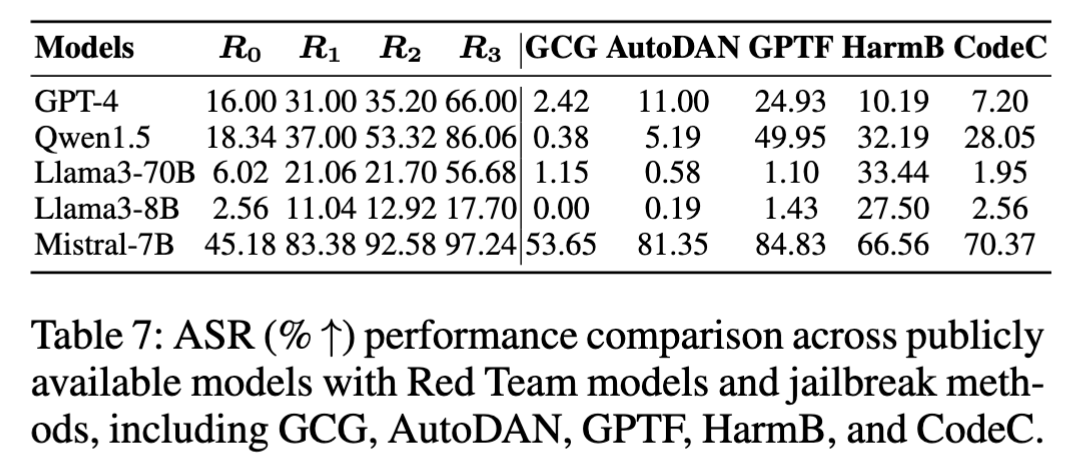 Models R0 R1 R2 R3 GCG AutoDAN GPTF HarmB CodeC
GPT-4 16.00 31.00 35.20 66.00 2.42 11.00 24.93 10.19 7.20
Qwen1.5 18.34 37.00 53.32 86.06 0.38 5.19 49.95 32.19 28.05
Llama3-70B 6.02 21.06 21.70 56.68 1.15 0.58 1.10 33.44 1.95
Llama3-8B 2.56 11.04 12.92 17.70 0.00 0.19 1.43 27.50 2.56
Mistral-7B 45.18 83.38 92.58 97.24 53.65 81.35 84.83 66.56 70.37
Table 7: ASR (% ↑) performance comparison across publicly
available models with Red Team models and jailbreak meth-
ods, including GCG, AutoDAN, GPTF, HarmB, and CodeC.